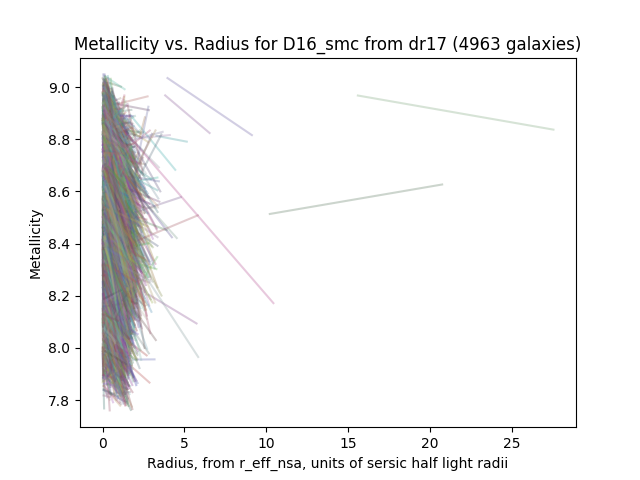 Metallicity vs. Radius for D16_smc from dr17 (4963 galaxies)
9.0
8.8
8.6
8.4
8.2
8.0
7.8
Metallicity
0 5 10 15 20 25
Radius, from r_eff_nsa, units of sersic half light radii